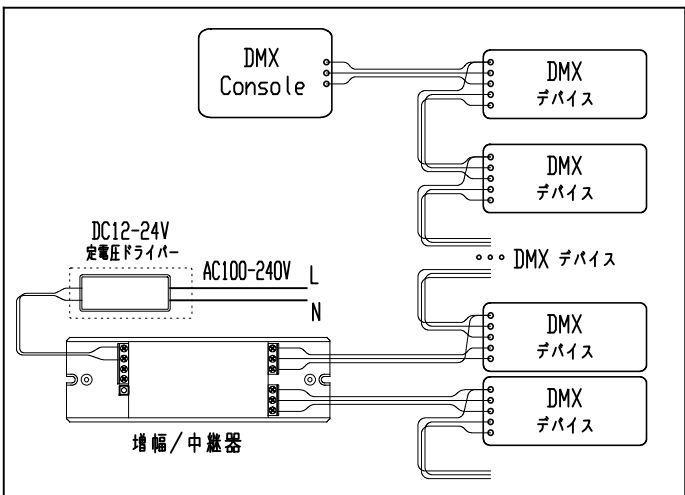 DMX
Console
DMX
デバイス
DMX
デバイス
DC12-24V
定電圧ドライバー
AC100-240V
L
N
DMX デバイス
DMX
デバイス
DMX
デバイス
増幅/中継器